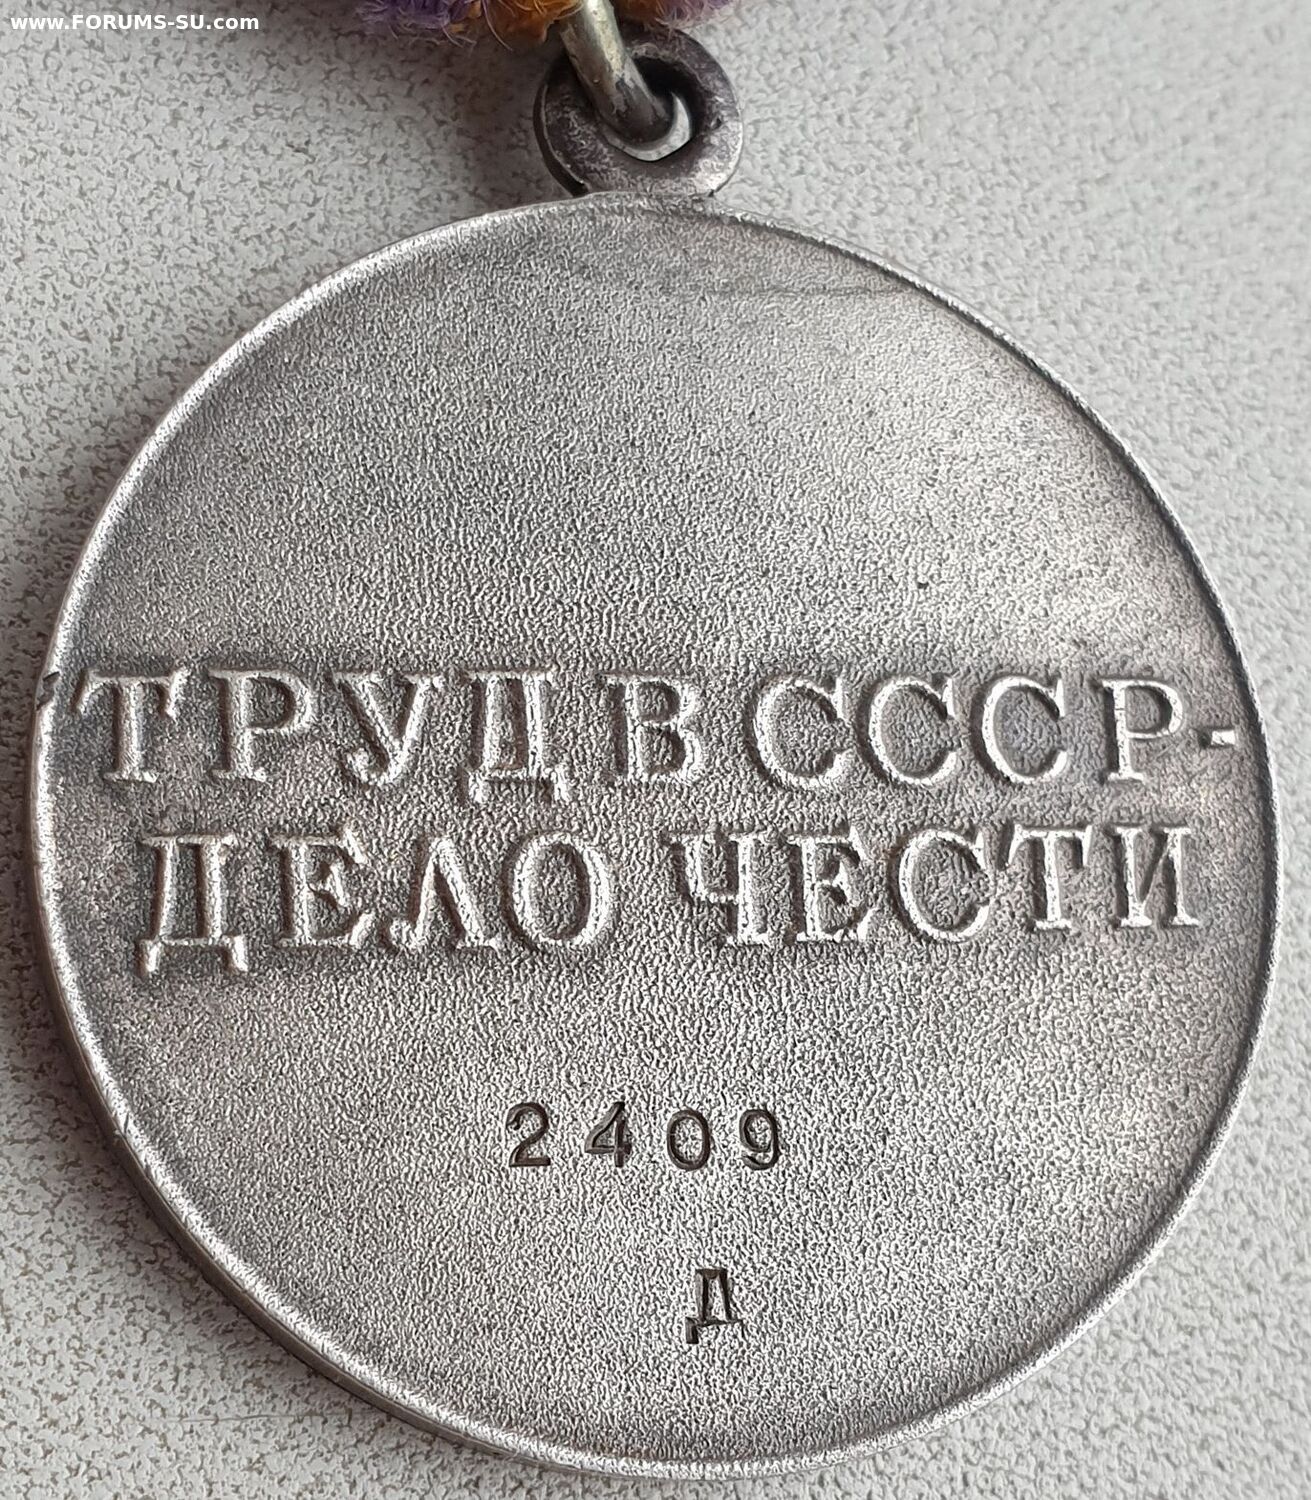 www.FORUMS-SU.com
ТРУД В СССР-
ДЕЛО ЧЕСТИ
2409
Д